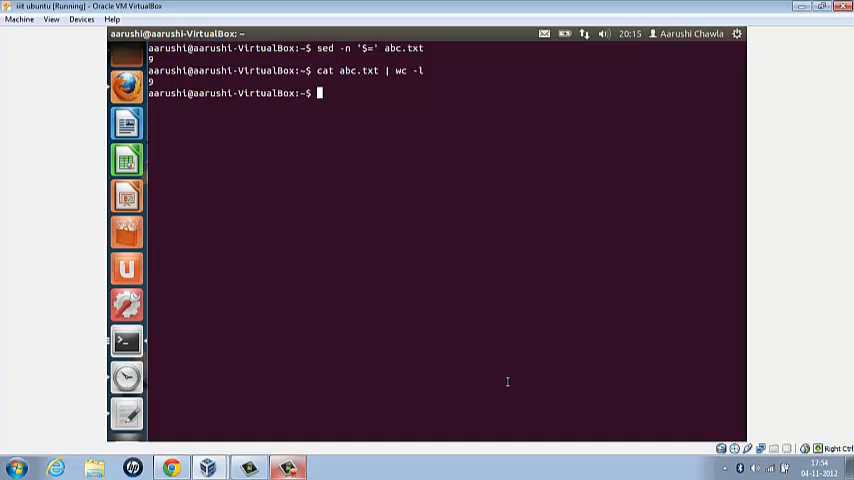 iiit ubuntu [Running] - Oracle VM VirtualBox
Machine View Devices Help
aarushi@aarushi-VirtualBox: ~
20:15 Aarushi Chawla
aarushi@aarushi-VirtualBox:~$ sed -n '$=' abc.txt
9
aarushi@aarushi-VirtualBox:~$ cat abc.txt | wc -l
9
aarushi@aarushi-VirtualBox:~$
Right Ctrl
17:54
04-11-2012